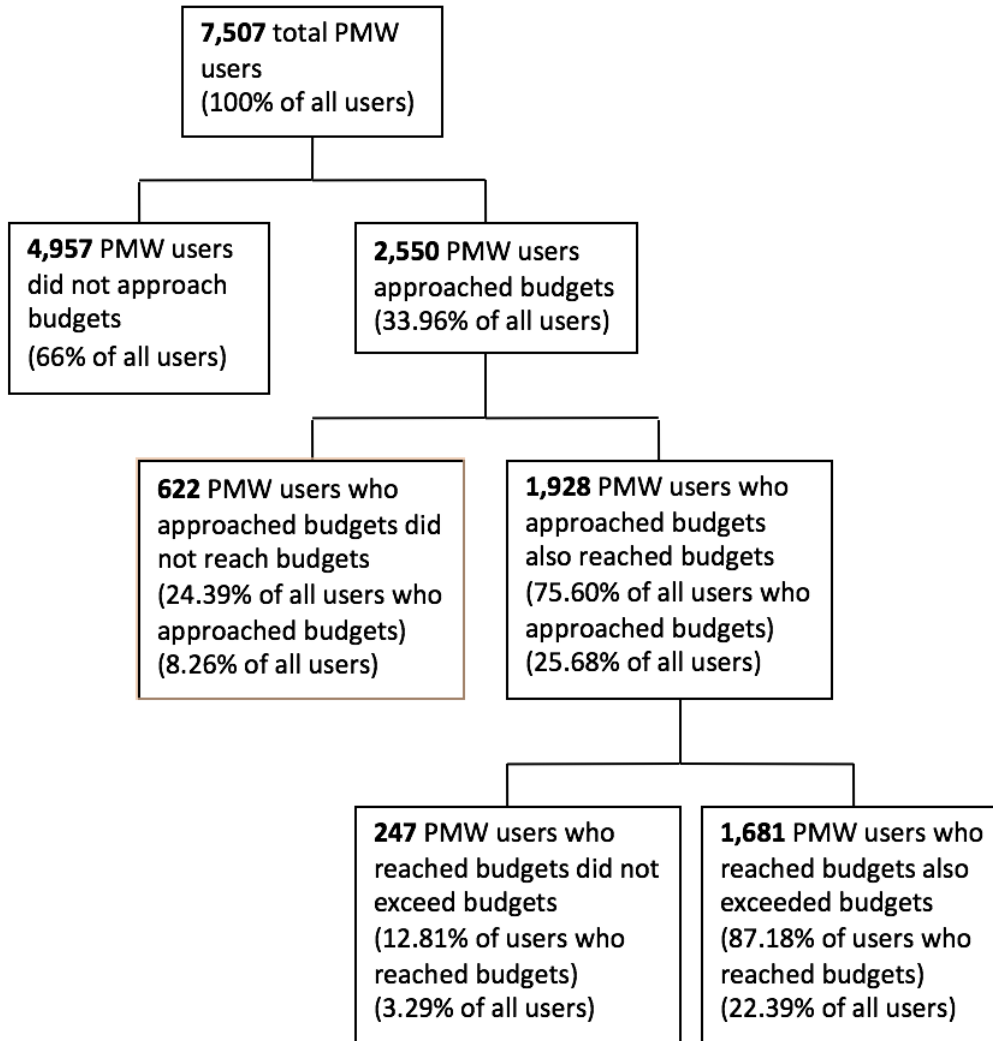 7,507 total PMW
users
(100% of all users)
4,957 PMW users
did not approach
budgets
(66% of all users)
2,550 PMW users
approached budgets
(33.96% of all users)
622 PMW users who
approached budgets did
not reach budgets
(24.39% of all users who
approached budgets)
(8.26% of all users)
1,928 PMW users who
approached budgets
also reached budgets
(75.60% of all users who
approached budgets)
(25.68% of all users)
247 PMW users who
reached budgets did not
exceed budgets
(12.81% of users who
reached budgets)
(3.29% of all users)
1,681 PMW users who
reached budgets also
exceeded budgets
(87.18% of users who
reached budgets)
(22.39% of all users)